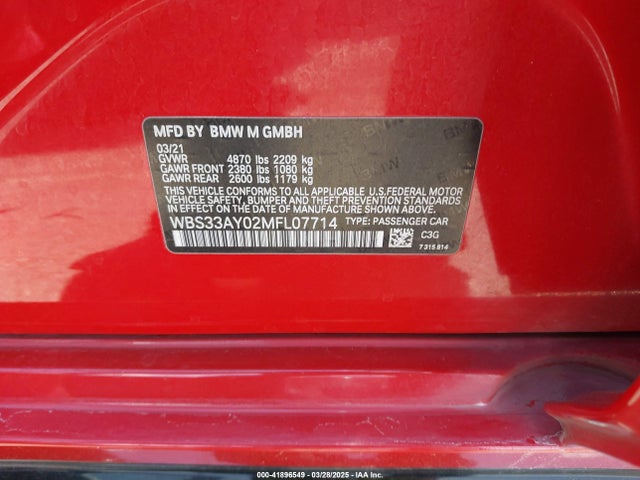 MFD BY BMW M GMBH
03/21
GVWR 4870 lbs 2209 kg
GAWR FRONT 2380 lbs 1080 kg
GAWR REAR 2600 lbs 1179 kg
THIS VEHICLE CONFORMS TO ALL APPLICABLE U.S.FEDERAL MOTOR
VEHICLE SAFETY, BUMPER, AND THEFT PREVENTION STANDARDS
IN EFFECT ON THE DATE OF MANUFACTURE SHOWN ABOVE.
WBS33AY02MFL07714 TYPE: PASSENGER CAR
C3G
7 315 814
000-41896549 - 03/28/2025 - IAA Inc.